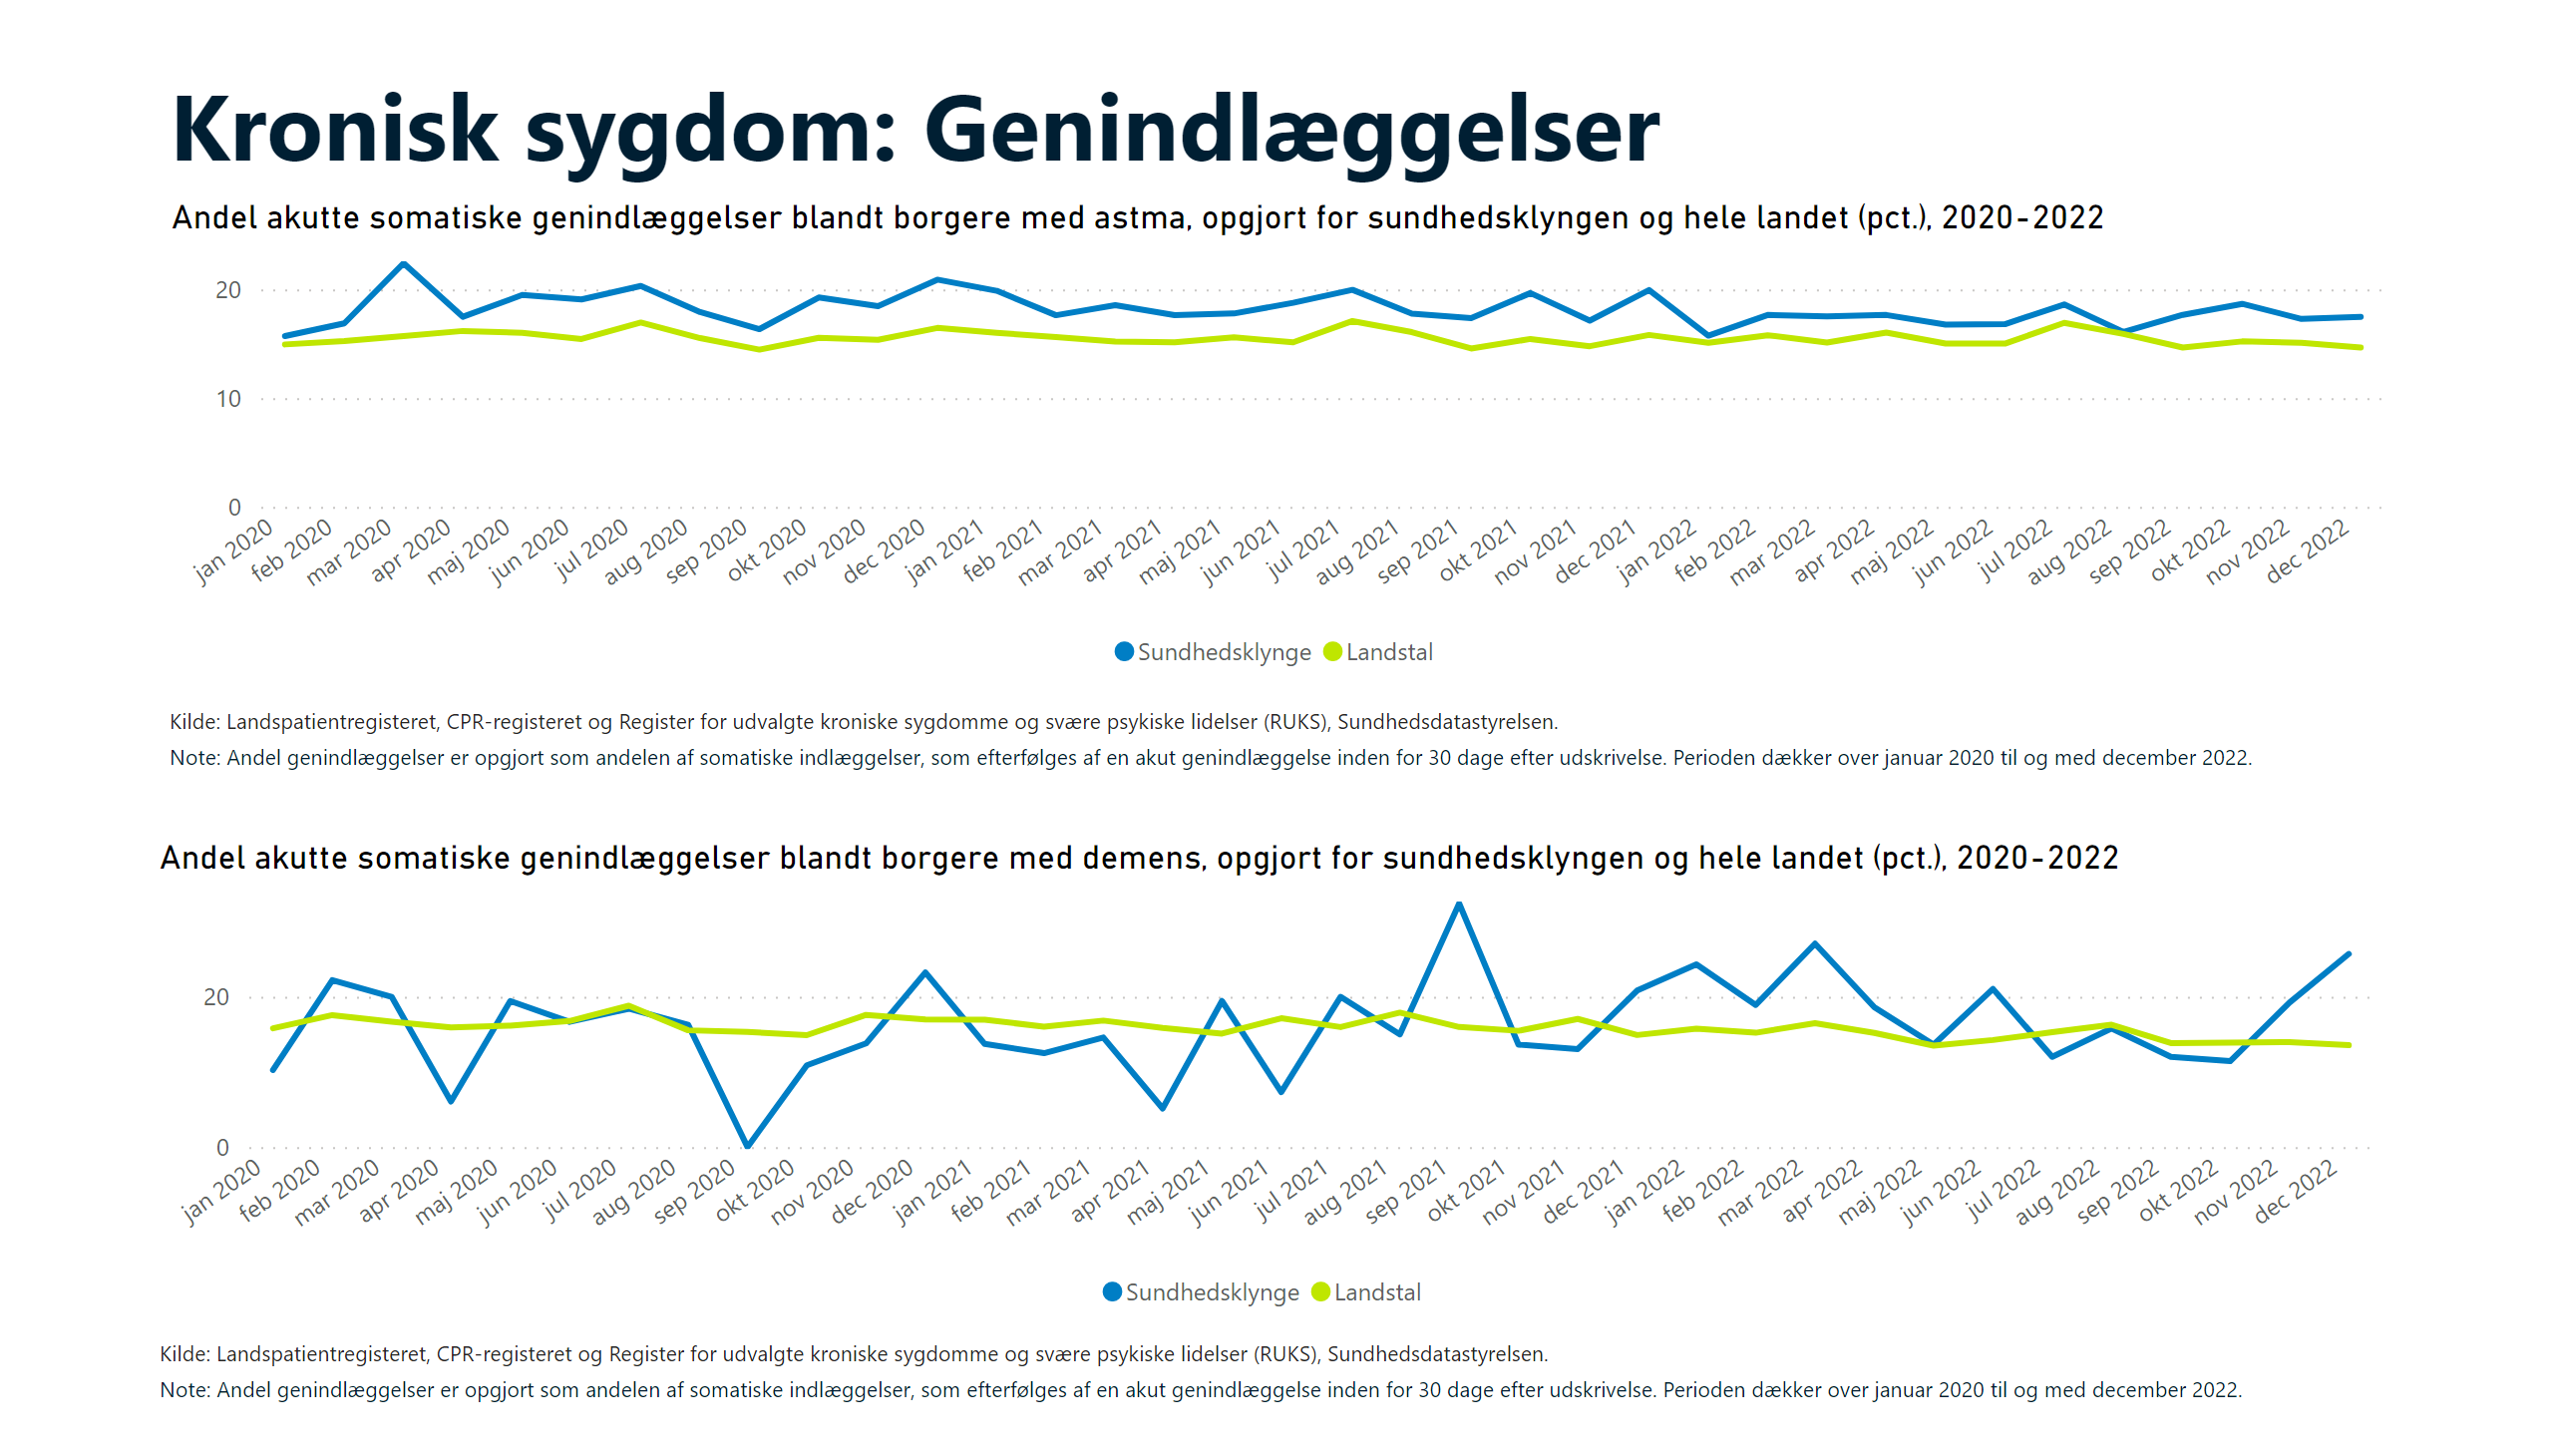 Kronisk sygdom: Genindlæggelser
Andel akutte somatiske genindlæggelser blandt borgere med astma, opgjort for sundhedsklyngen og hele landet (pct.), 2020-2022
20
10
0
jan 2020
feb 2020
mar 2020
apr 2020
maj 2020
jun 2020
jul 2020
aug 2020
sep 2020
okt 2020
nov 2020
dec 2020
jan 2021
feb 2021
mar 2021
apr 2021
maj 2021
jun 2021
jul 2021
aug 2021
sep 2021
okt 2021
nov 2021
dec 2021
jan 2022
feb 2022
mar 2022
apr 2022
maj 2022
jun 2022
jul 2022
aug 2022
sep 2022
okt 2022
nov 2022
dec 2022
Sundhedsklynge Landstal
Kilde: Landspatientregisteret, CPR-registeret og Register for udvalgte kroniske sygdomme og svære psykiske lidelser (RUKS), Sundhedsdatastyrelsen.
Note: Andel genindlæggelser er opgjort som andelen af somatiske indlæggelser, som efterfølges af en akut genindlæggelse inden for 30 dage efter udskrivelse. Perioden dækker over januar 2020 til og med december 2022.
Andel akutte somatiske genindlæggelser blandt borgere med demens, opgjort for sundhedsklyngen og hele landet (pct.), 2020-2022
20
0
jan 2020
feb 2020
mar 2020
apr 2020
maj 2020
jun 2020
jul 2020
aug 2020
sep 2020
okt 2020
nov 2020
dec 2020
jan 2021
feb 2021
mar 2021
apr 2021
maj 2021
jun 2021
jul 2021
aug 2021
sep 2021
okt 2021
nov 2021
dec 2021
jan 2022
feb 2022
mar 2022
apr 2022
maj 2022
jun 2022
jul 2022
aug 2022
sep 2022
okt 2022
nov 2022
dec 2022
Sundhedsklynge Landstal
Kilde: Landspatientregisteret, CPR-registeret og Register for udvalgte kroniske sygdomme og svære psykiske lidelser (RUKS), Sundhedsdatastyrelsen.
Note: Andel genindlæggelser er opgjort som andelen af somatiske indlæggelser, som efterfølges af en akut genindlæggelse inden for 30 dage efter udskrivelse. Perioden dækker over januar 2020 til og med december 2022.